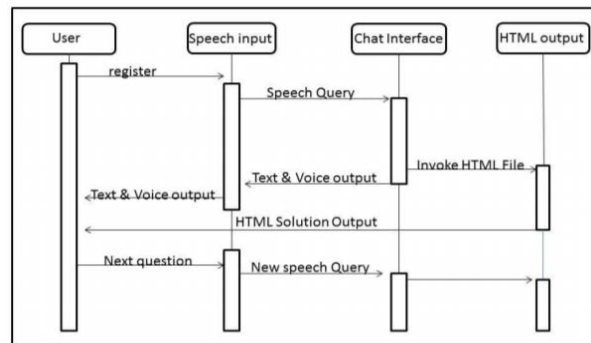 User
Speech input
Chat Interface
HTML output
register
Speech Query
Invoke HTML File
Text & Voice output
Text & Voice output
HTML Solution Output
Next question
New speech Query